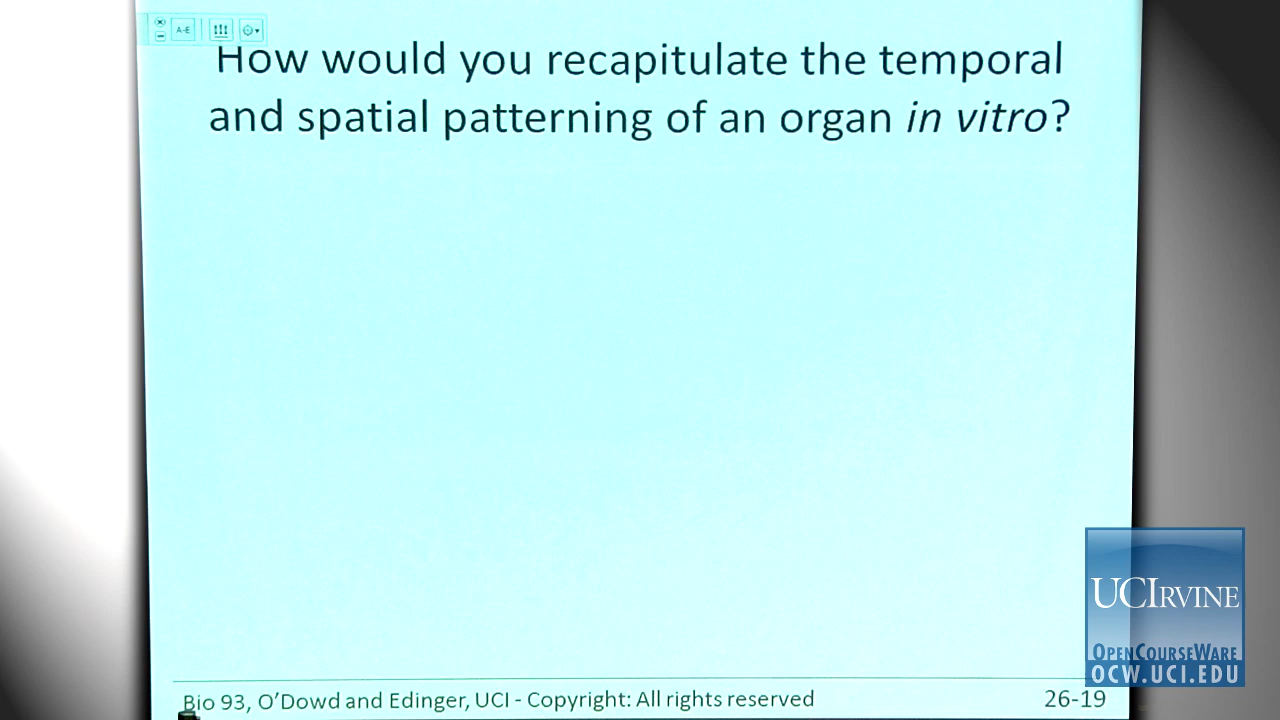 A-E
How would you recapitulate the temporal
and spatial patterning of an organ in vitro?
Bio 93, O'Dowd and Edinger, UCI - Copyright: All rights reserved
26-19
UCIRVINE
OPENCOURSEWARE
OCW.UCI.EDU